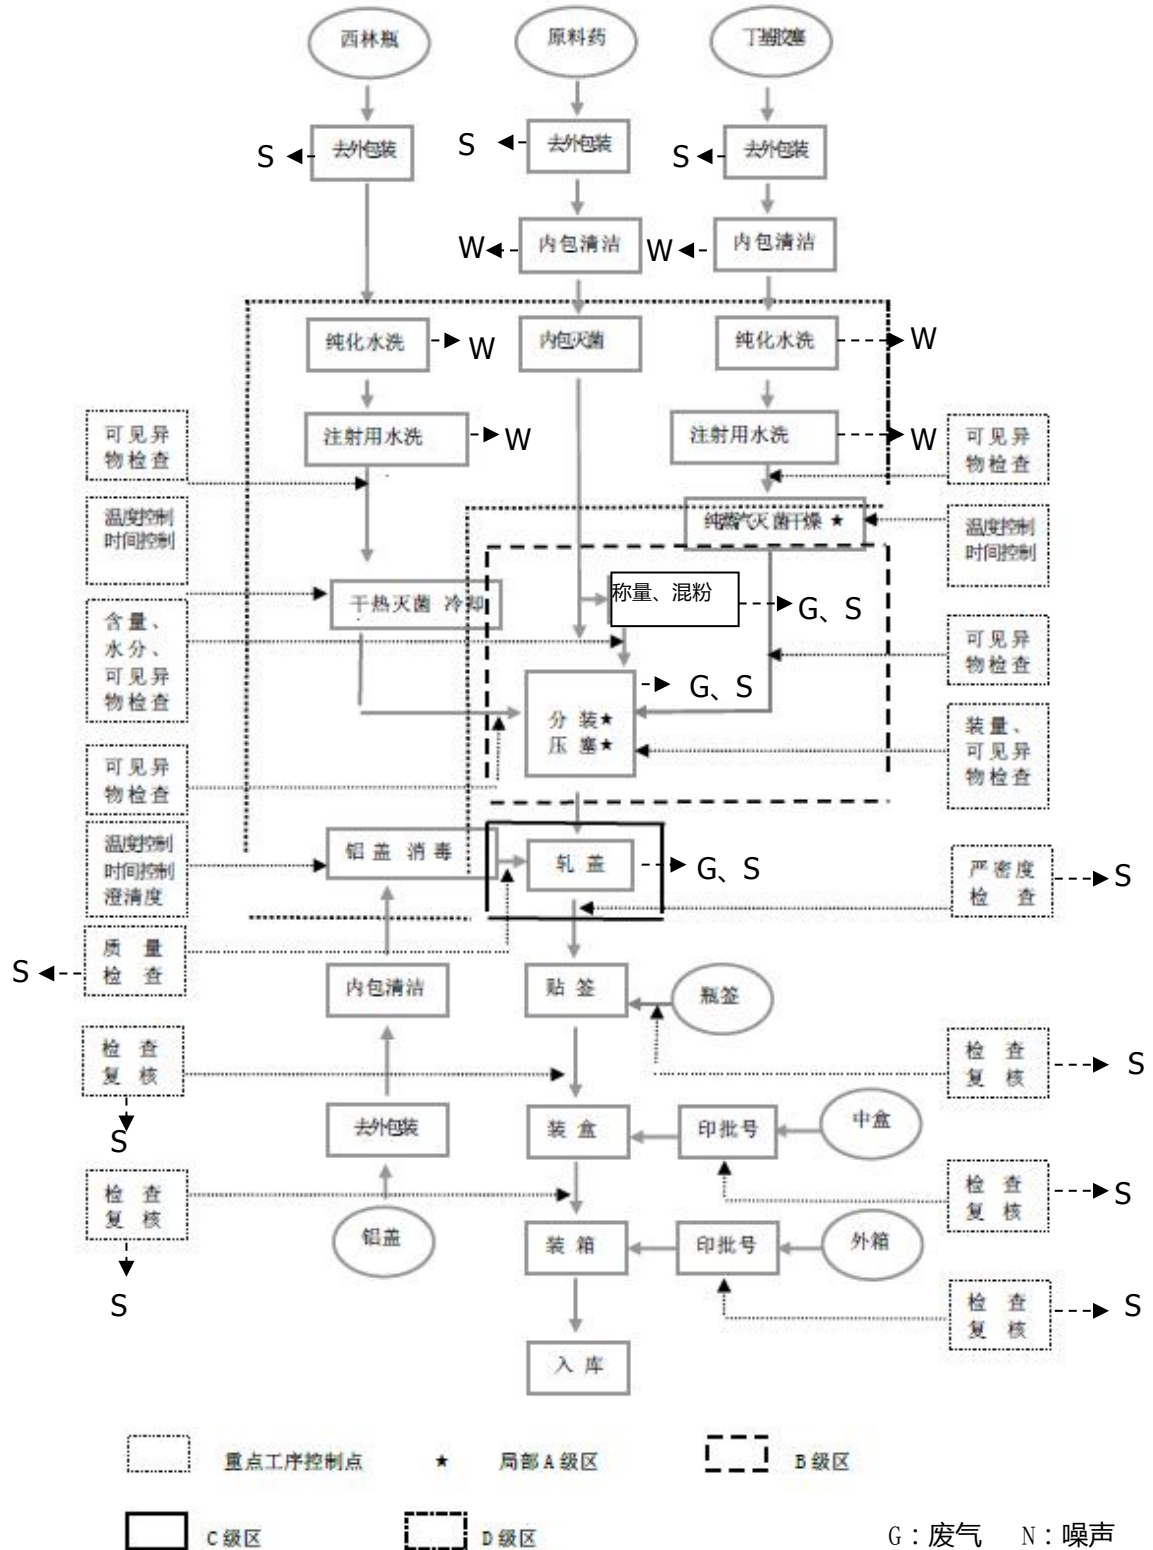 西林瓶
原料药
丁基胶塞
S
去外包装
S
去外包装
S
去外包装
W
内包清洁
W
内包清洁
纯化水洗
W
内包灭菌
纯化水洗
W
可见异
物检查
注射用水洗
W
注射用水洗
W
可见异
物检查
温度控制
时间控制
纯蒸汽灭菌干燥 ★
温度控制
时间控制
干热灭菌 冷却
称量、混粉
G、S
含量、
水分、
可见异
物检查
可见异
物检查
G、S
分 装★
压 塞★
装量、
可见异
物检查
可见异
物检查
温度控制
时间控制
澄清度
铝盖 消毒
轧 盖
G、S
严密度
检 查
S
质 量
检 查
S
内包清洁
贴 签
瓶签
检 查
复 核
S
检 查
复 核
S
去外包装
装 盒
印批号
中盒
检 查
复 核
S
检 查
复 核
S
铝盖
装 箱
印批号
外箱
检 查
复 核
S
入 库
重点工序控制点
★ 局部A级区
B级区
C级区
D级区
G：废气 N：噪声